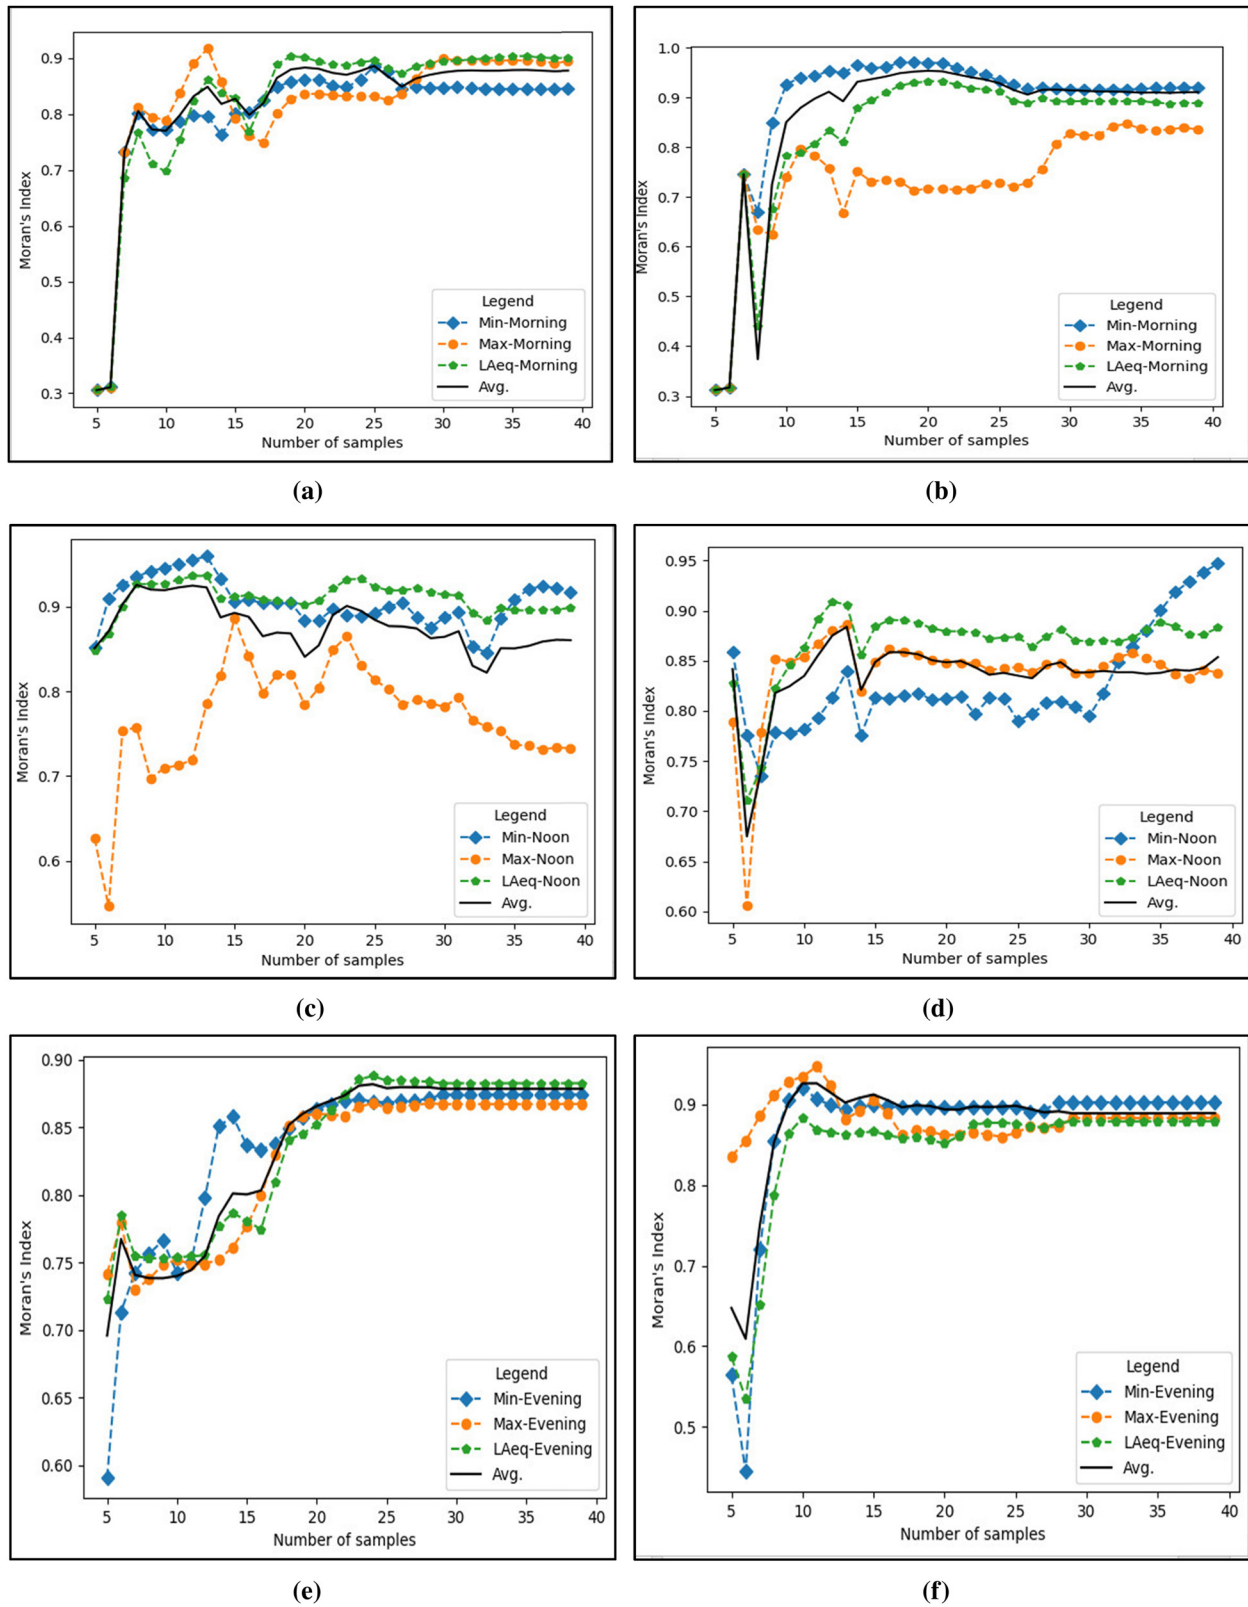 0.9
0.8
0.7
0.6
0.5
0.4
0.3
Moran's Index
5 10 15 20 25 30 35 40
Number of samples
Legend
Min-Morning
Max-Morning
LAeq-Morning
Avg.
(a)
1.0
0.9
0.8
0.7
0.6
0.5
0.4
0.3
Moran's Index
5 10 15 20 25 30 35 40
Number of samples
Legend
Min-Morning
Max-Morning
LAeq-Morning
Avg.
(b)
0.9
0.8
0.7
0.6
Moran's Index
5 10 15 20 25 30 35 40
Number of samples
Legend
Min-Noon
Max-Noon
LAeq-Noon
Avg.
(c)
0.95
0.90
0.85
0.80
0.75
0.70
0.65
0.60
Moran's Index
5 10 15 20 25 30 35 40
Number of samples
Legend
Min-Noon
Max-Noon
LAeq-Noon
Avg.
(d)
0.90
0.85
0.80
0.75
0.70
0.65
0.60
Moran's Index
5 10 15 20 25 30 35 40
Number of samples
Legend
Min-Evening
Max-Evening
LAeq-Evening
Avg.
(e)
0.9
0.8
0.7
0.6
0.5
Moran's Index
5 10 15 20 25 30 35 40
Number of samples
Legend
Min-Evening
Max-Evening
LAeq-Evening
Avg.
(f)